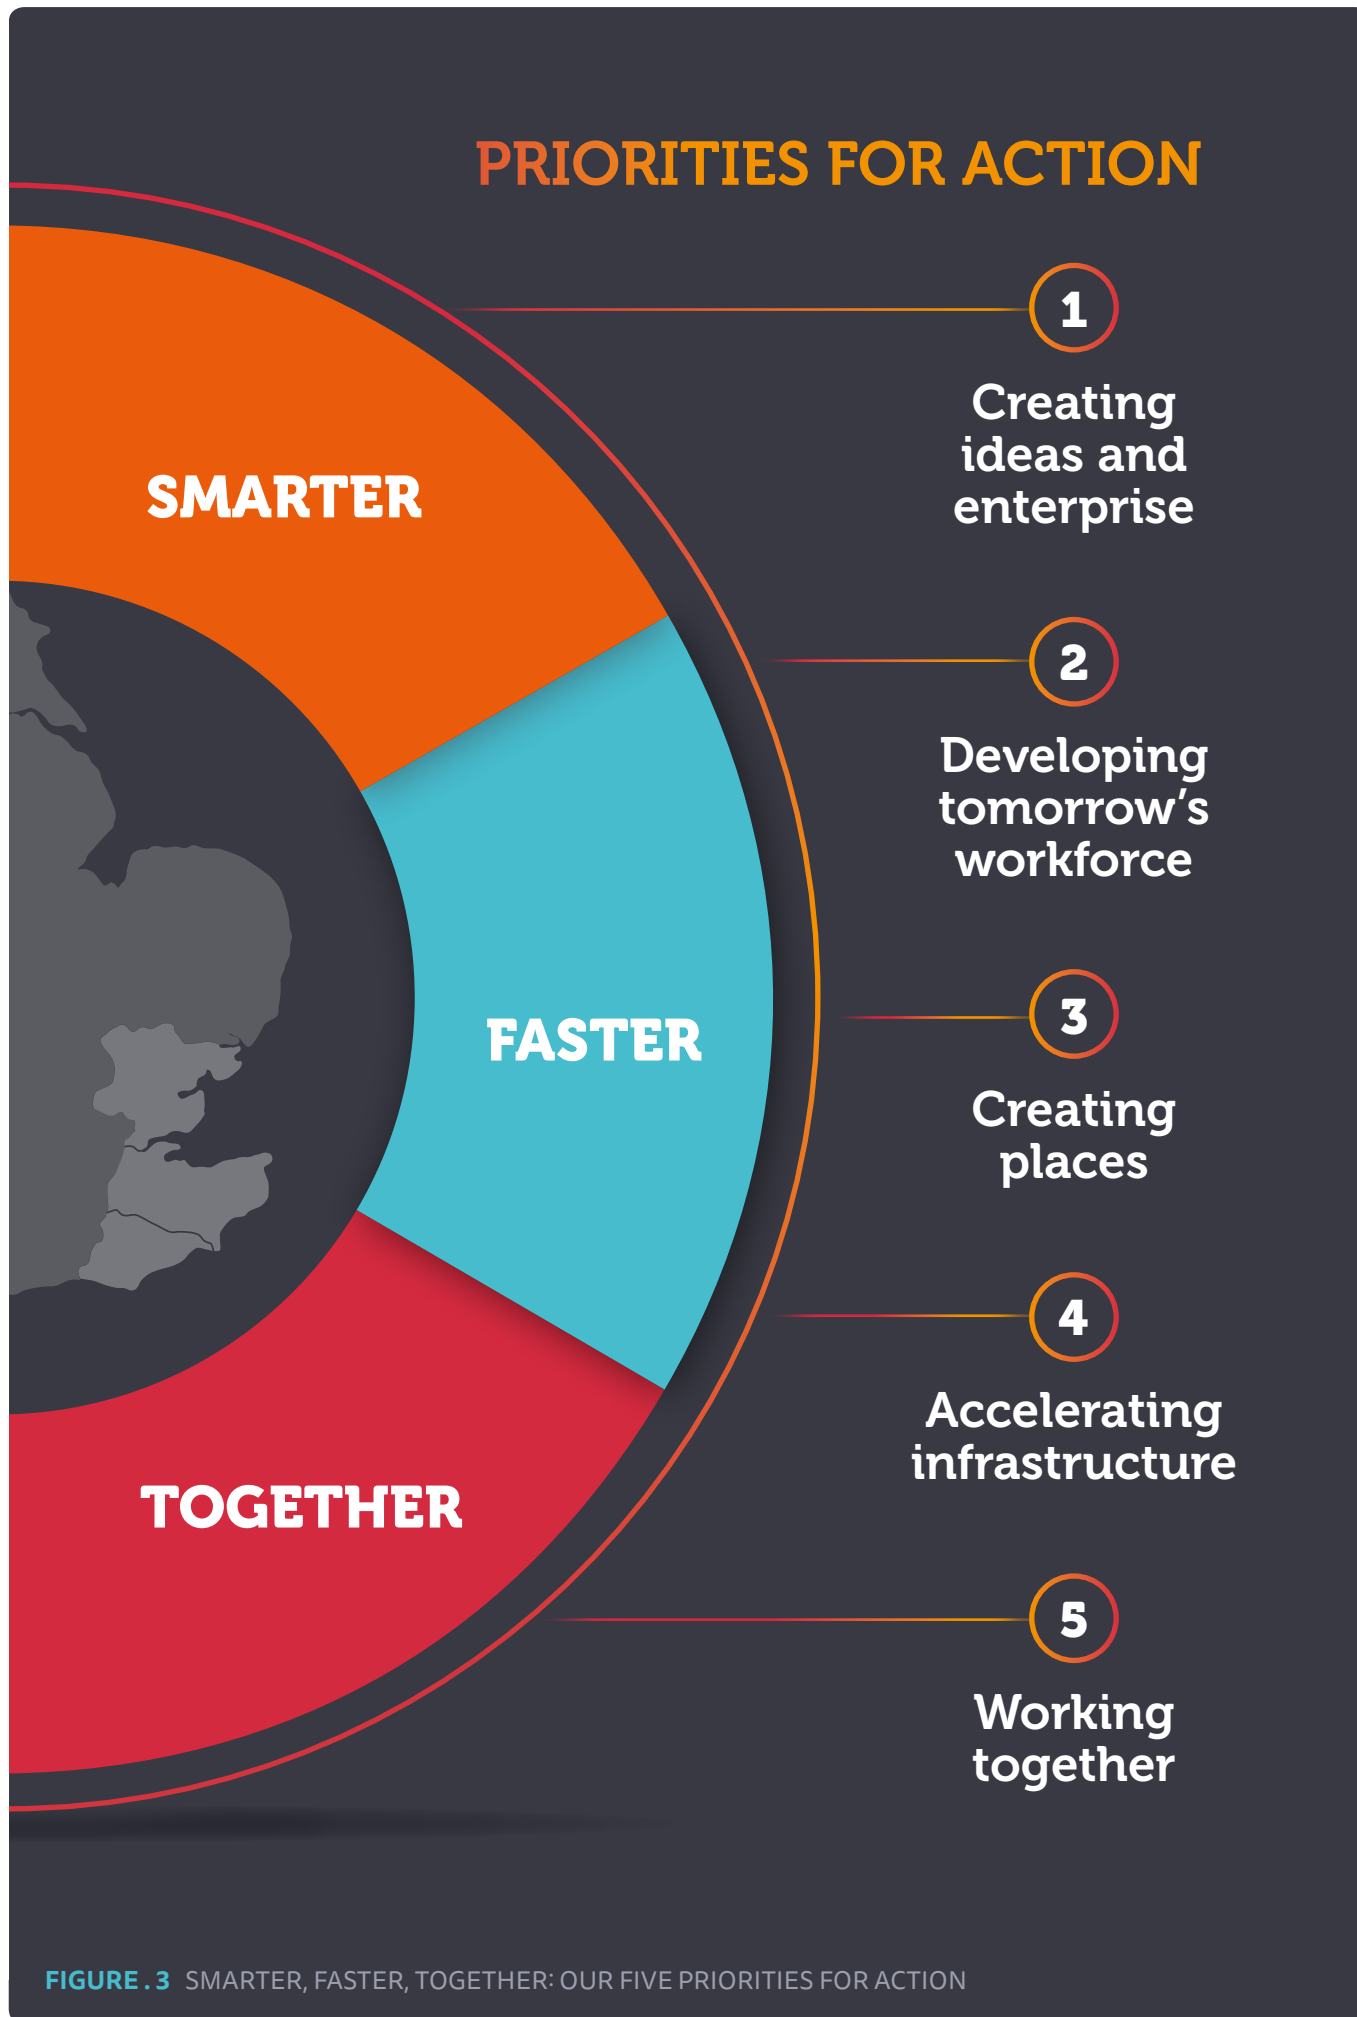 PRIORITIES FOR ACTION
SMARTER
FASTER
TOGETHER
1
Creating
ideas and
enterprise
2
Developing
tomorrow’s
workforce
3
Creating
places
4
Accelerating
infrastructure
5
Working
together
FIGURE . 3 SMARTER, FASTER, TOGETHER: OUR FIVE PRIORITIES FOR ACTION